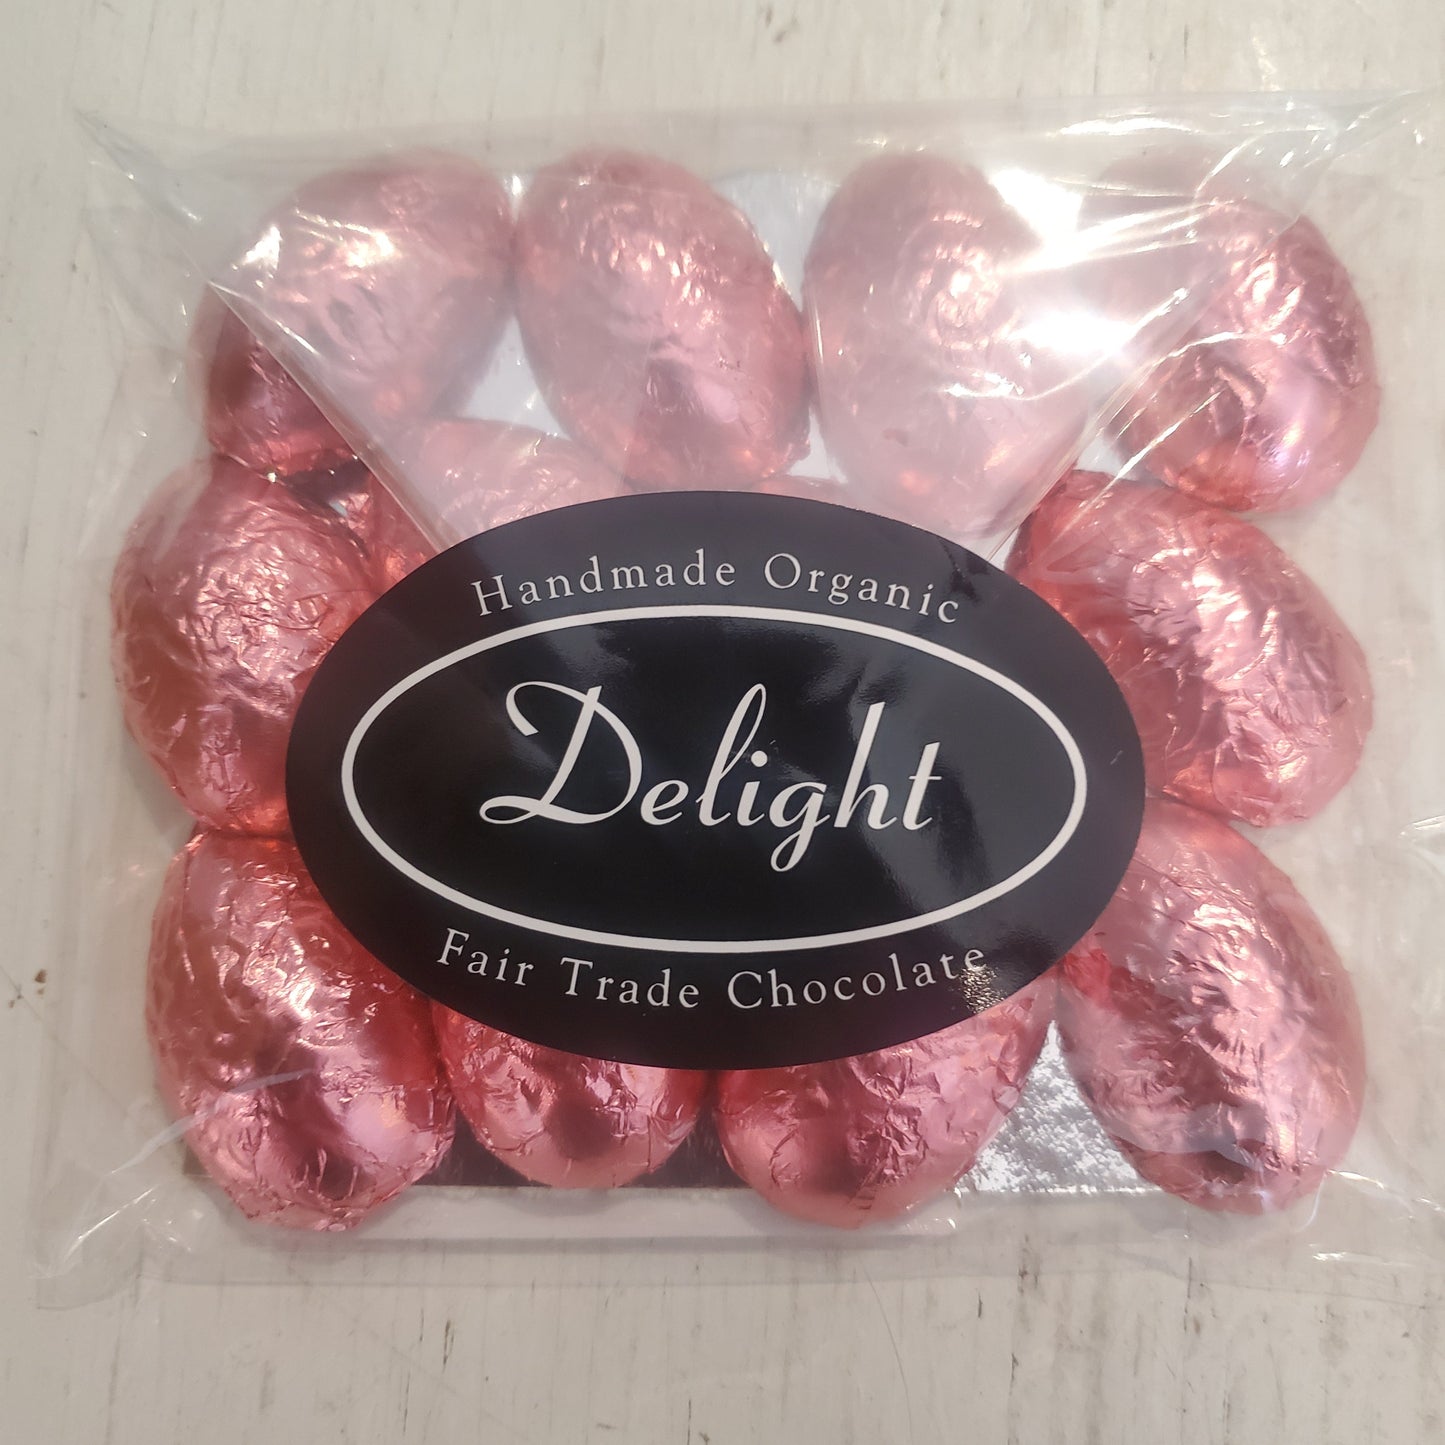 Handmade Organic
Delight
Fair Trade Chocolate